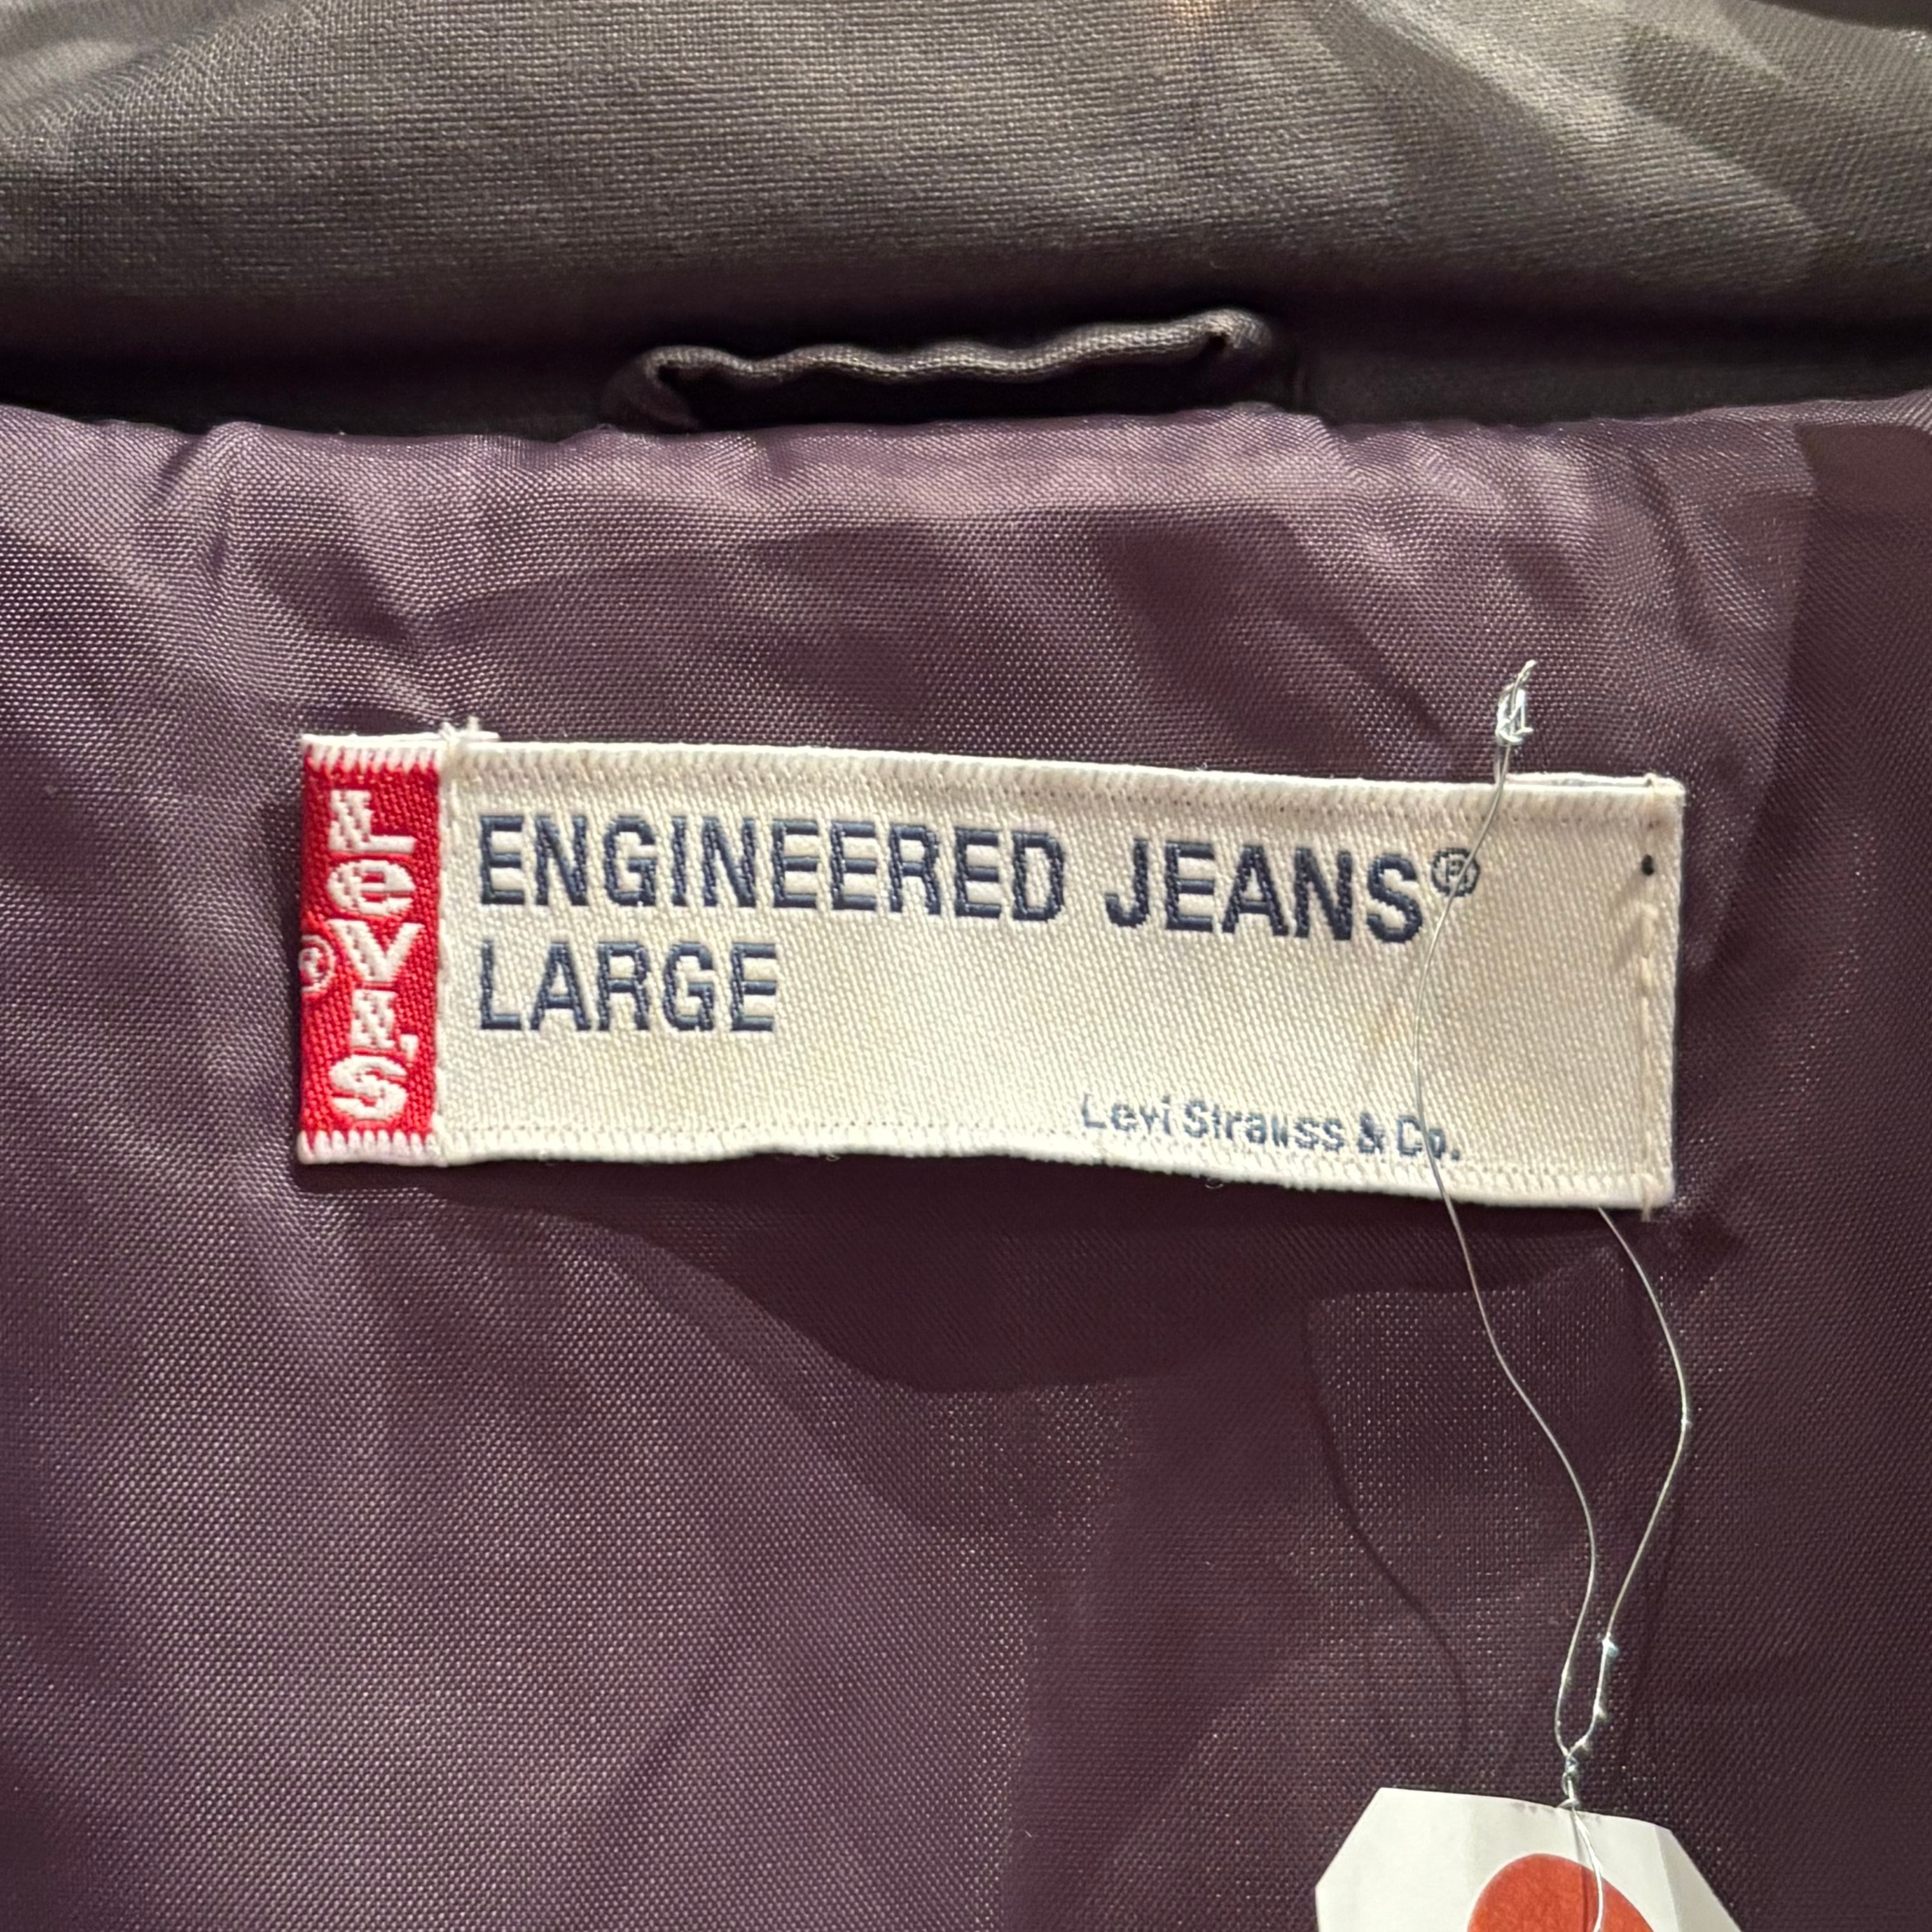 LEVI'S
®
ENGINEERED JEANS®
LARGE
Levi Strauss & Co.